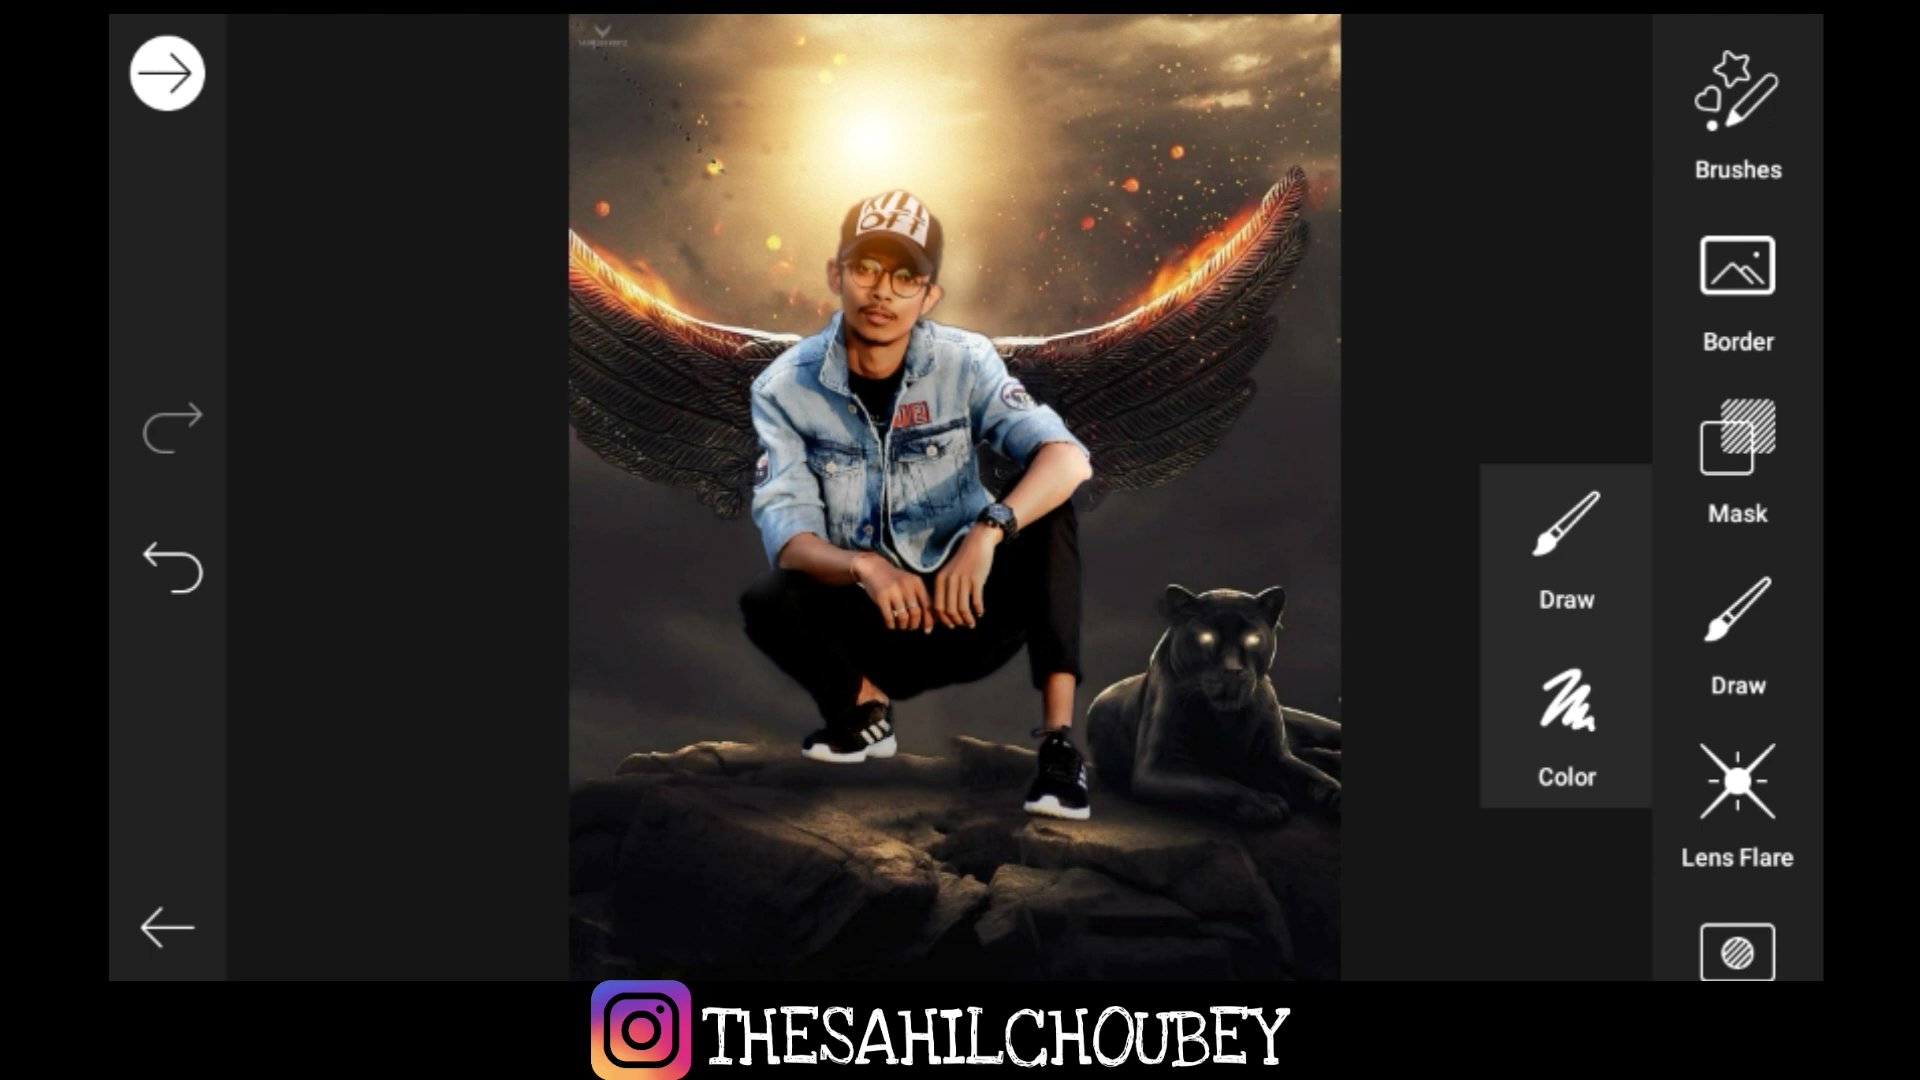 KILL
OFF
Brushes
Border
Mask
Draw
Color
Draw
Lens Flare
THESAHILCHOUBEY